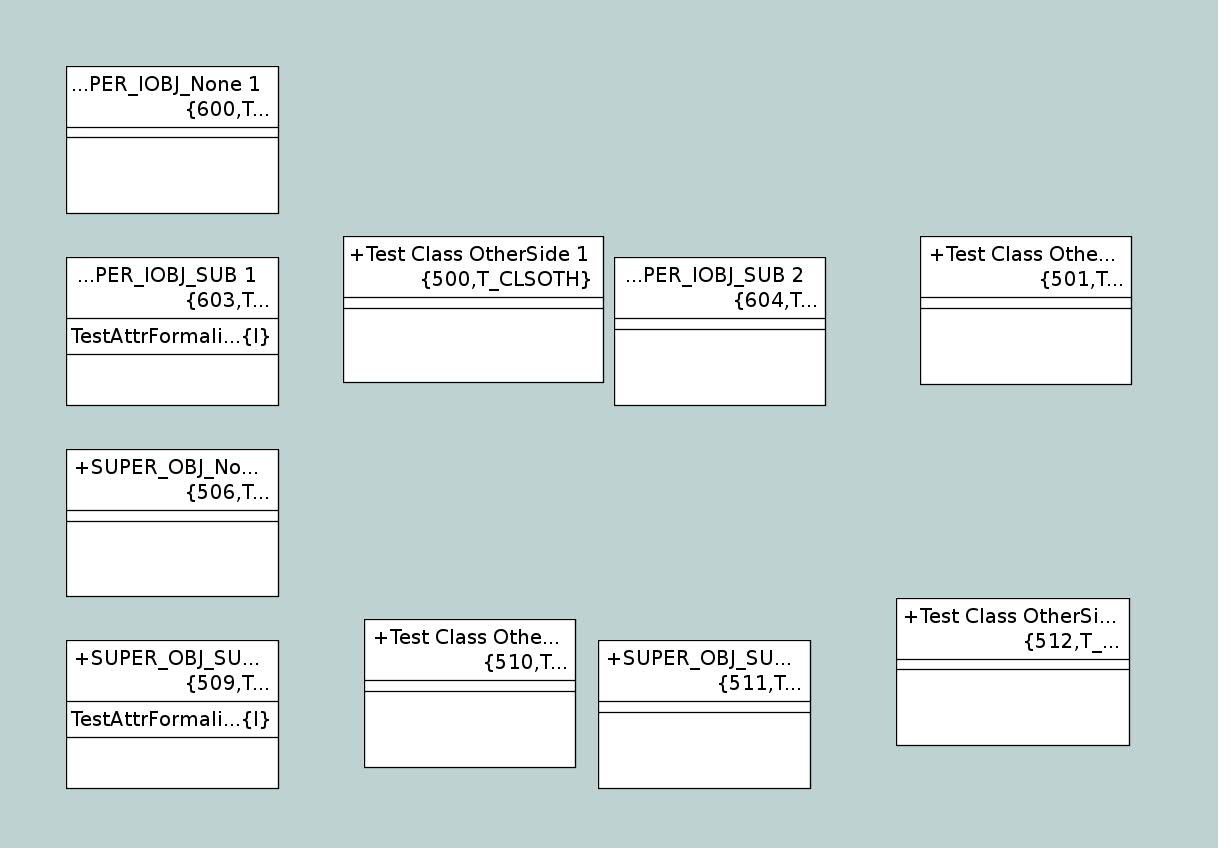 ...PER_IOBJ_None 1
{600,T...
...PER_IOBJ_SUB 1
{603,T...
TestAttrFormali...{I}
+Test Class OtherSide 1
{500,T_CLSOTH}
...PER_IOBJ_SUB 2
{604,T...
+Test Class Othe...
{501,T...
+SUPER_OBJ_No...
{506,T...
+SUPER_OBJ_SU...
{509,T...
TestAttrFormali...{I}
+Test Class Othe...
{510,T...
+SUPER_OBJ_SU...
{511,T...
+Test Class OtherSi...
{512,T_...